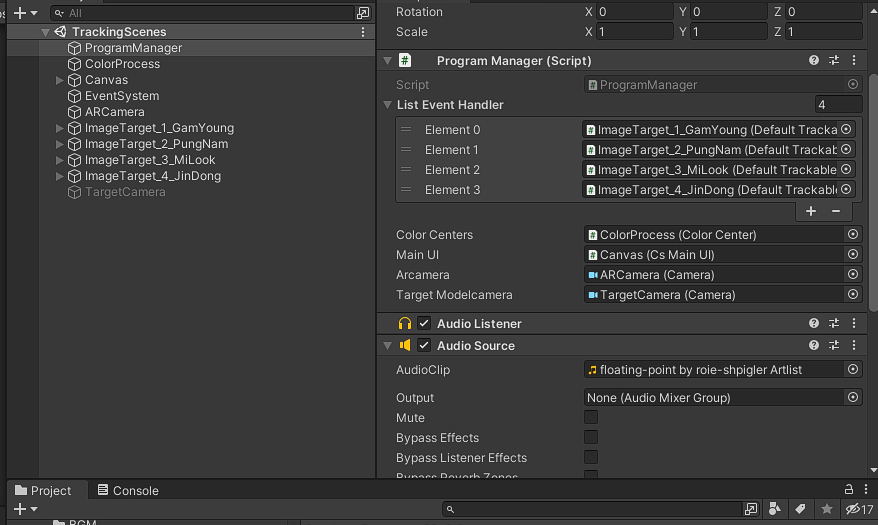 All
TrackingScenes
ProgramManager
ColorProcess
Canvas
EventSystem
ARCamera
ImageTarget_1_GamYoung
ImageTarget_2_PungNam
ImageTarget_3_MiLook
ImageTarget_4_JinDong
TargetCamera
Rotation X 0 Y 0 Z 0
Scale X 1 Y 1 Z 1
Program Manager (Script)
Script ProgramManager
List Event Handler 4
Element 0 ImageTarget_1_GamYoung (Default Tracka
Element 1 ImageTarget_2_PungNam (Default Trackab
Element 2 ImageTarget_3_MiLook (Default Trackable
Element 3 ImageTarget_4_JinDong (Default Trackabl
Color Centers ColorProcess (Color Center)
Main UI Canvas (Cs Main UI)
Arcamera ARCamera (Camera)
Target Modelcamera TargetCamera (Camera)
Audio Listener
Audio Source
AudioClip floating-point by roie-shpigler Artlist
Output None (Audio Mixer Group)
Mute
Bypass Effects
Bypass Listener Effects
Bypass Reverb Zones
Project Console
17
BGM